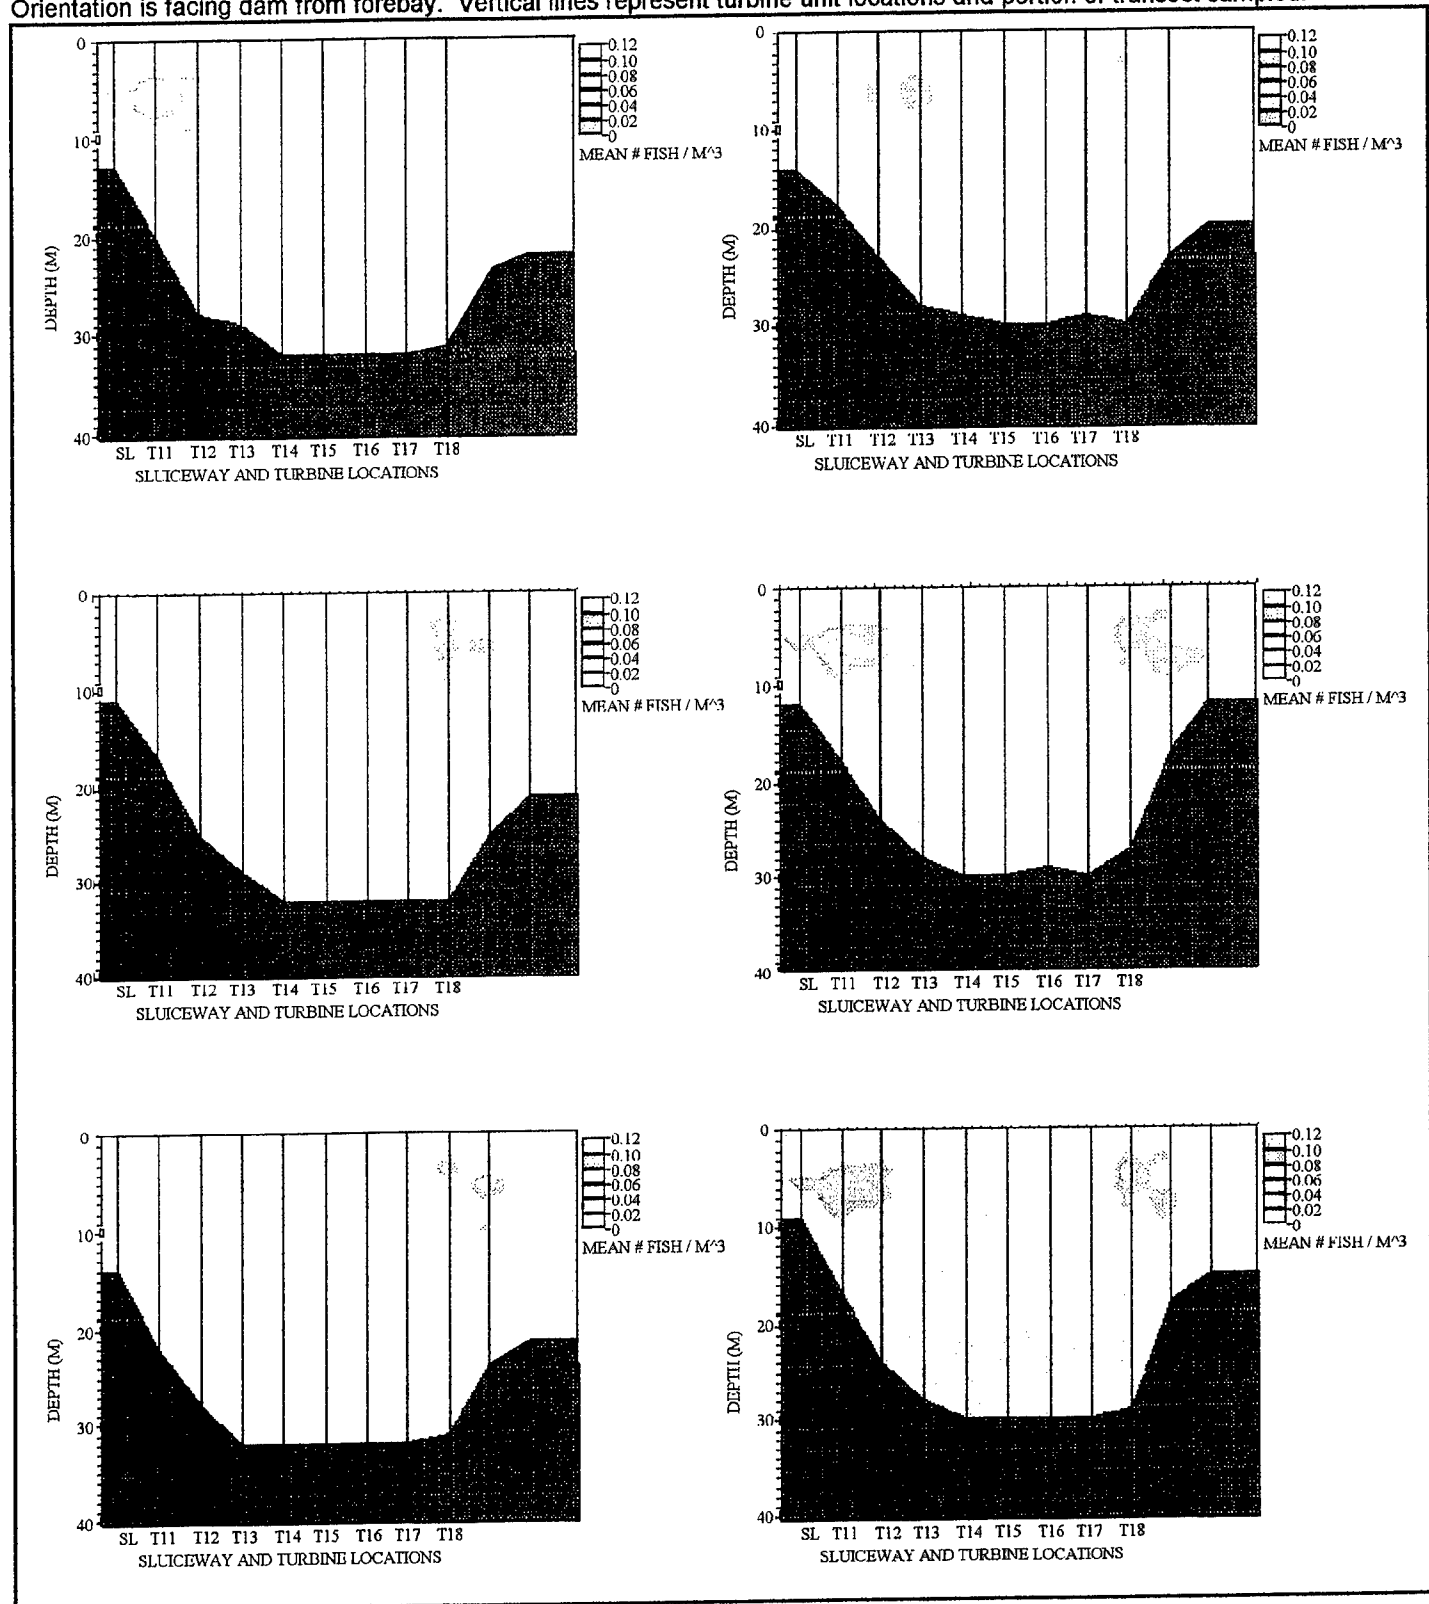 Orientation is facing dam from forebay. Vertical lines represent turbine unit locations and portion of transect sampled.
0
10
20
30
40
DEPTH (M)
SL T11 T12 T13 T14 T15 T16 T17 T18
SLUICEWAY AND TURBINE LOCATIONS
0.12
0.10
0.08
0.06
0.04
0.02
0
MEAN # FISH / M^3
0
10
20
30
40
DEPTH (M)
SL T11 T12 T13 T14 T15 T16 T17 T18
SLUICEWAY AND TURBINE LOCATIONS
0.12
0.10
0.08
0.06
0.04
0.02
0
MEAN # FISH / M^3
0
10
20
30
40
DEPTH (M)
SL T11 T12 T13 T14 T15 T16 T17 T18
SLUICEWAY AND TURBINE LOCATIONS
0.12
0.10
0.08
0.06
0.04
0.02
0
MEAN # FISH / M^3
0
10
20
30
40
DEPTH (M)
SL T11 T12 T13 T14 T15 T16 T17 T18
SLUICEWAY AND TURBINE LOCATIONS
0.12
0.10
0.08
0.06
0.04
0.02
0
MEAN # FISH / M^3
0
10
20
30
40
DEPTH (M)
SL T11 T12 T13 T14 T15 T16 T17 T18
SLUICEWAY AND TURBINE LOCATIONS
0.12
0.10
0.08
0.06
0.04
0.02
0
MEAN # FISH / M^3
0
10
20
30
40
DEPTH (M)
SL T11 T12 T13 T14 T15 T16 T17 T18
SLUICEWAY AND TURBINE LOCATIONS
0.12
0.10
0.08
0.06
0.04
0.02
0
MEAN # FISH / M^3